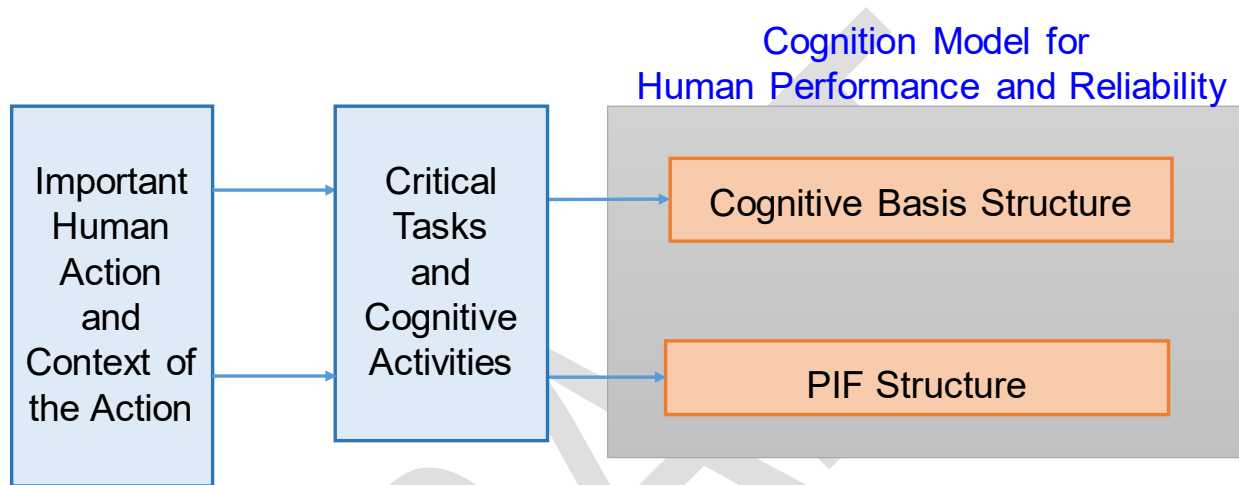 Cognition Model for
Human Performance and Reliability
Important
Human
Action
and
Context of
the Action
Critical
Tasks
and
Cognitive
Activities
Cognitive Basis Structure
PIF Structure